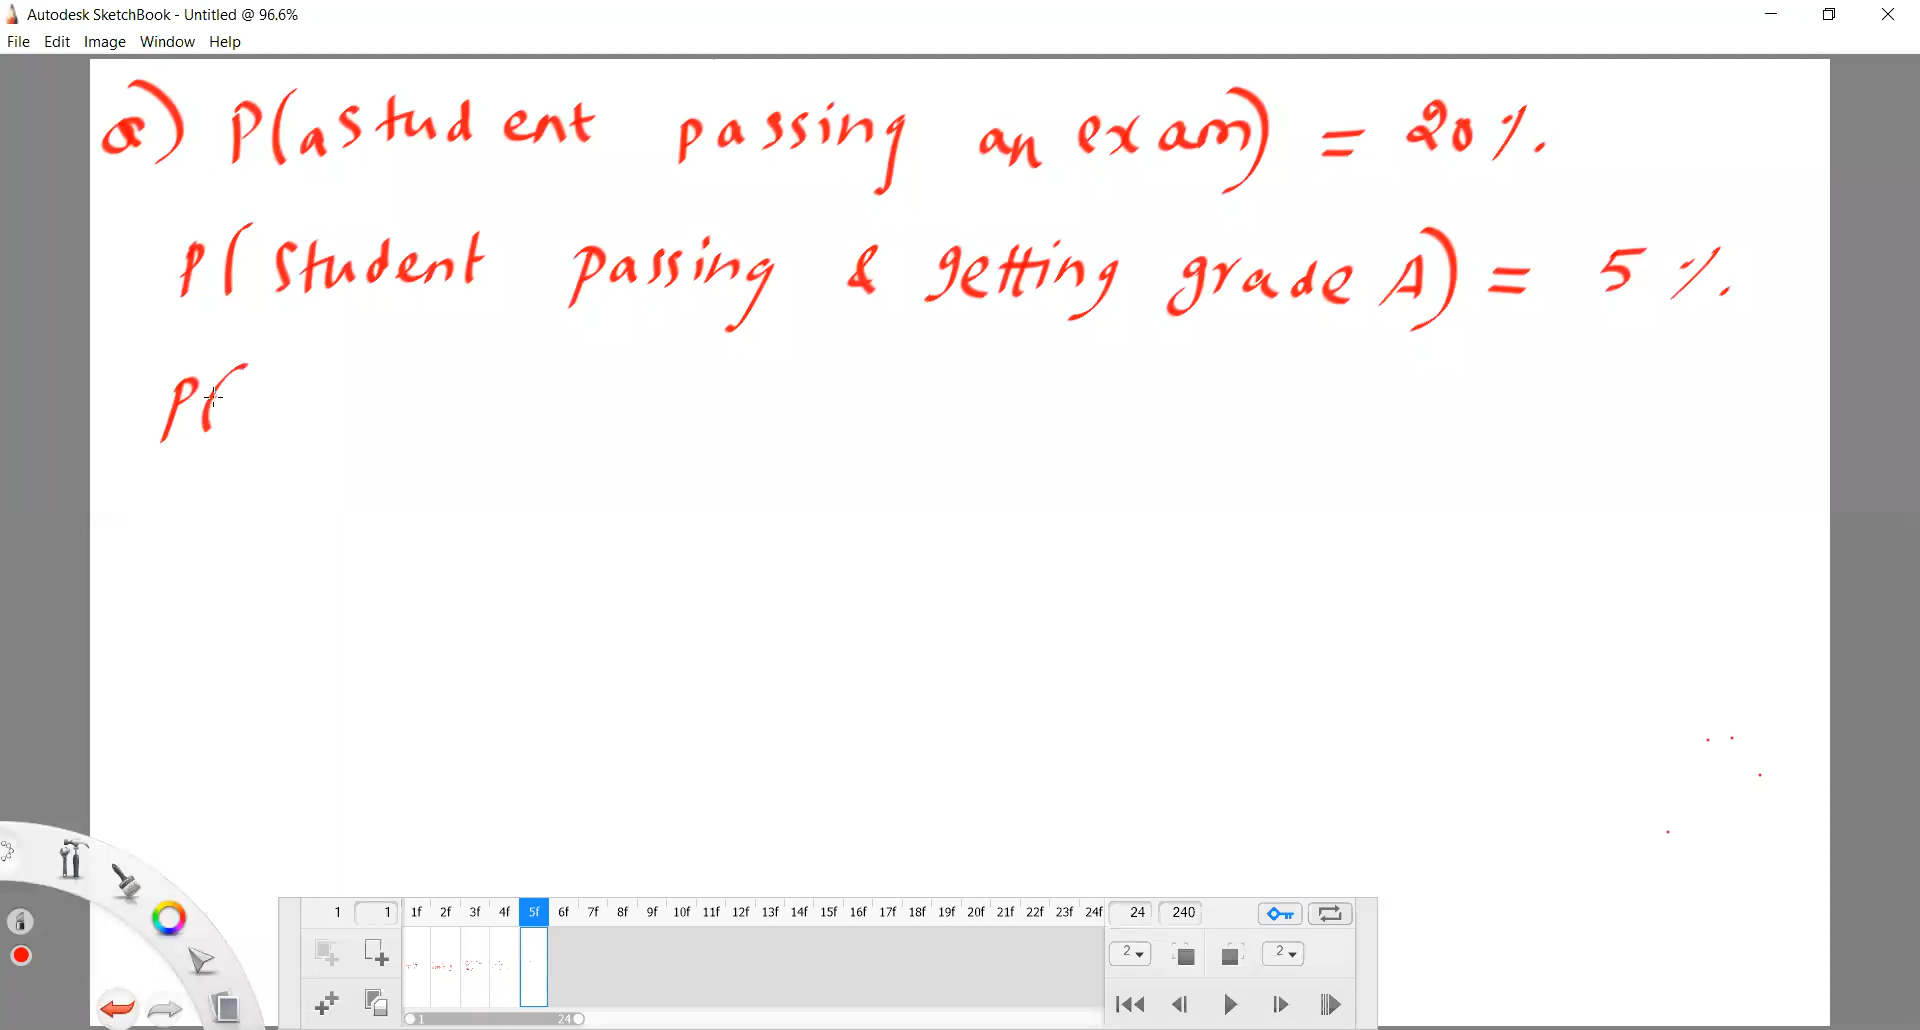 Autodesk SketchBook - Untitled @ 96.6%
File Edit Image Window Help
Q) P(a student passing an exam) = 20%.
P(Student passing & getting grade A) = 5%.
P(
1 1 1f 2f 3f 4f 5f 6f 7f 8f 9f 10f 11f 12f 13f 14f 15f 16f 17f 18f 19f 20f 21f 22f 23f 24f 24 240
2 2
1 24